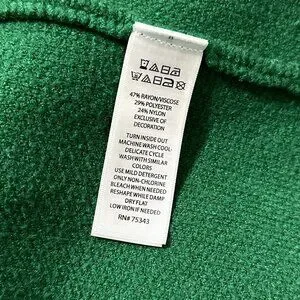 47% RAYON/VISCOSE
29% POLYESTER
24% NYLON
EXCLUSIVE OF
DECORATION
TURN INSIDE OUT
MACHINE WASH COOL-
DELICATE CYCLE
WASH WITH SIMILAR
COLORS
USE MILD DETERGENT
ONLY NON-CHLORINE
BLEACH WHEN NEEDED
RESHAPE WHILE DAMP
DRY FLAT
LOW IRON IF NEEDED
RN# 75343